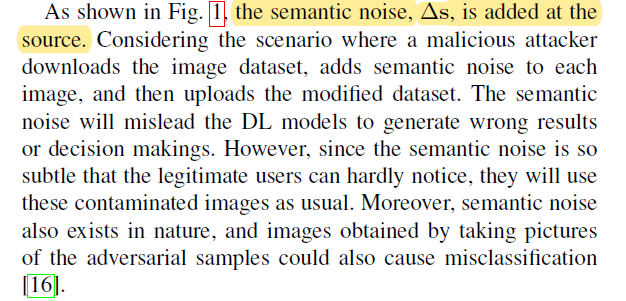 As shown in Fig. 1, the semantic noise, Δs, is added at the
source. Considering the scenario where a malicious attacker
downloads the image dataset, adds semantic noise to each
image, and then uploads the modified dataset. The semantic
noise will mislead the DL models to generate wrong results
or decision makings. However, since the semantic noise is so
subtle that the legitimate users can hardly notice, they will use
these contaminated images as usual. Moreover, semantic noise
also exists in nature, and images obtained by taking pictures
of the adversarial samples could also cause misclassification
[16].